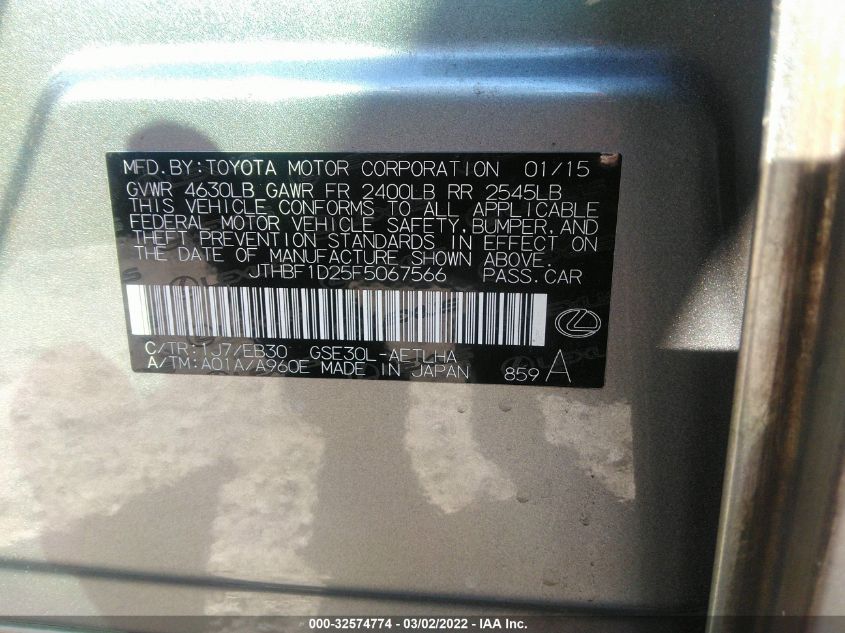 MFD.BY:TOYOTA MOTOR CORPORATION 01/15
GVWR 4630LB GAWR FR 2400LB RR 2545LB
THIS VEHICLE CONFORMS TO ALL APPLICABLE
FEDERAL MOTOR VEHICLE SAFETY,BUMPER,AND
THEFT PREVENTION STANDARDS IN EFFECT ON
THE DATE OF MANUFACTURE SHOWN ABOVE.
JTHBF1D25F5067566 PASS.CAR
C/TR:1J7/EB30 GSE30L-AETLHA
A/TM:A01A/A960E MADE IN JAPAN 859 A
000-32574774 - 03/02/2022 - IAA Inc.